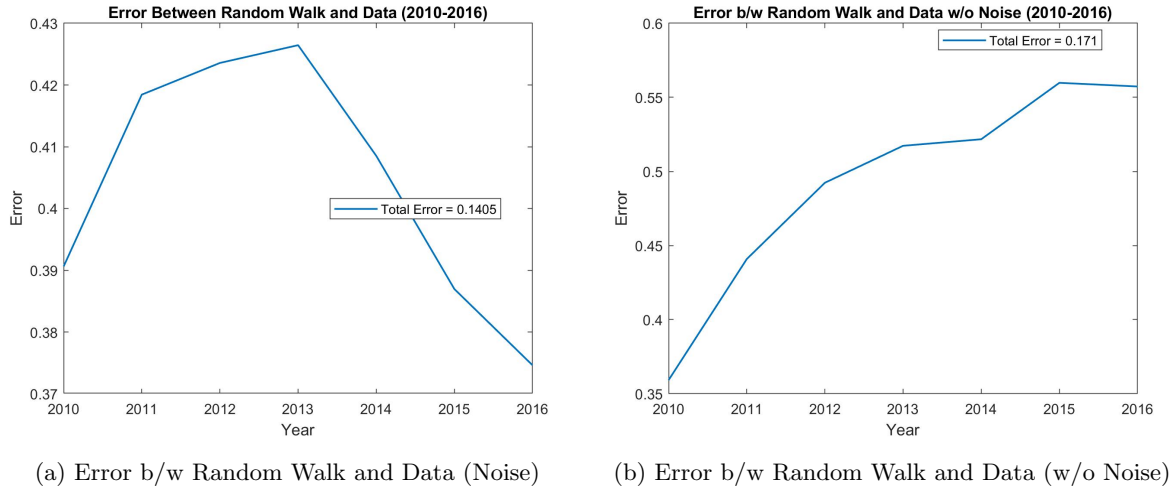 Error Between Random Walk and Data (2010-2016)
0.43
0.42
0.41
0.4
0.39
0.38
0.37
Error
Total Error = 0.1405
2010 2011 2012 2013 2014 2015 2016
Year
(a) Error b/w Random Walk and Data (Noise)
Error b/w Random Walk and Data w/o Noise (2010-2016)
0.6
0.55
0.5
0.45
0.4
0.35
Error
Total Error = 0.171
2010 2011 2012 2013 2014 2015 2016
Year
(b) Error b/w Random Walk and Data (w/o Noise)